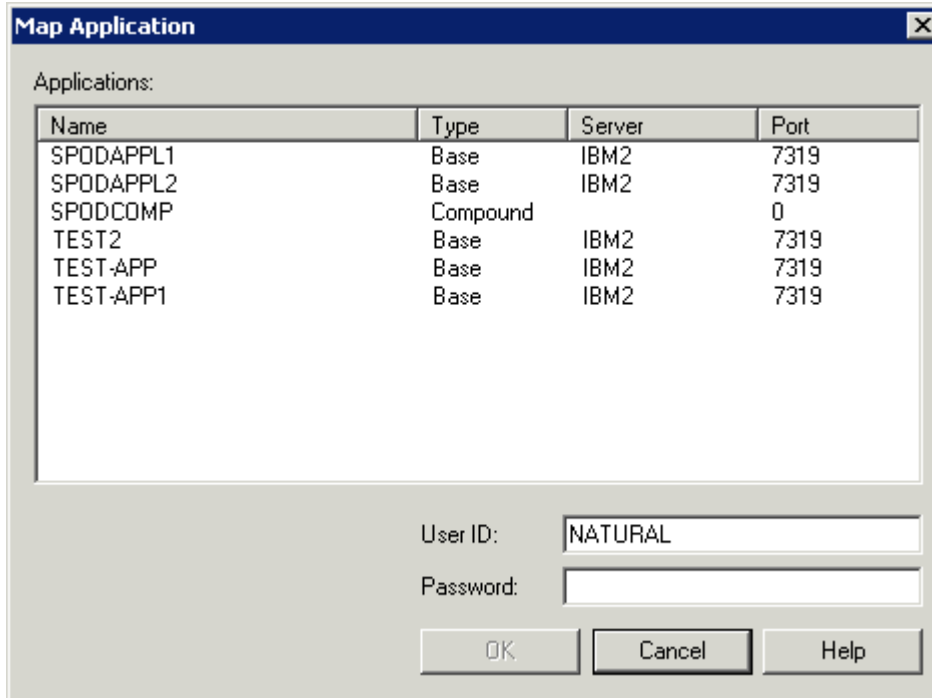 Map Application
Applications:
Name Type Server Port
SPODAPPL1 Base IBM2 7319
SPODAPPL2 Base IBM2 7319
SPODCOMP Compound 0
TEST2 Base IBM2 7319
TEST-APP Base IBM2 7319
TEST-APP1 Base IBM2 7319
User ID: NATURAL
Password:
OK Cancel Help